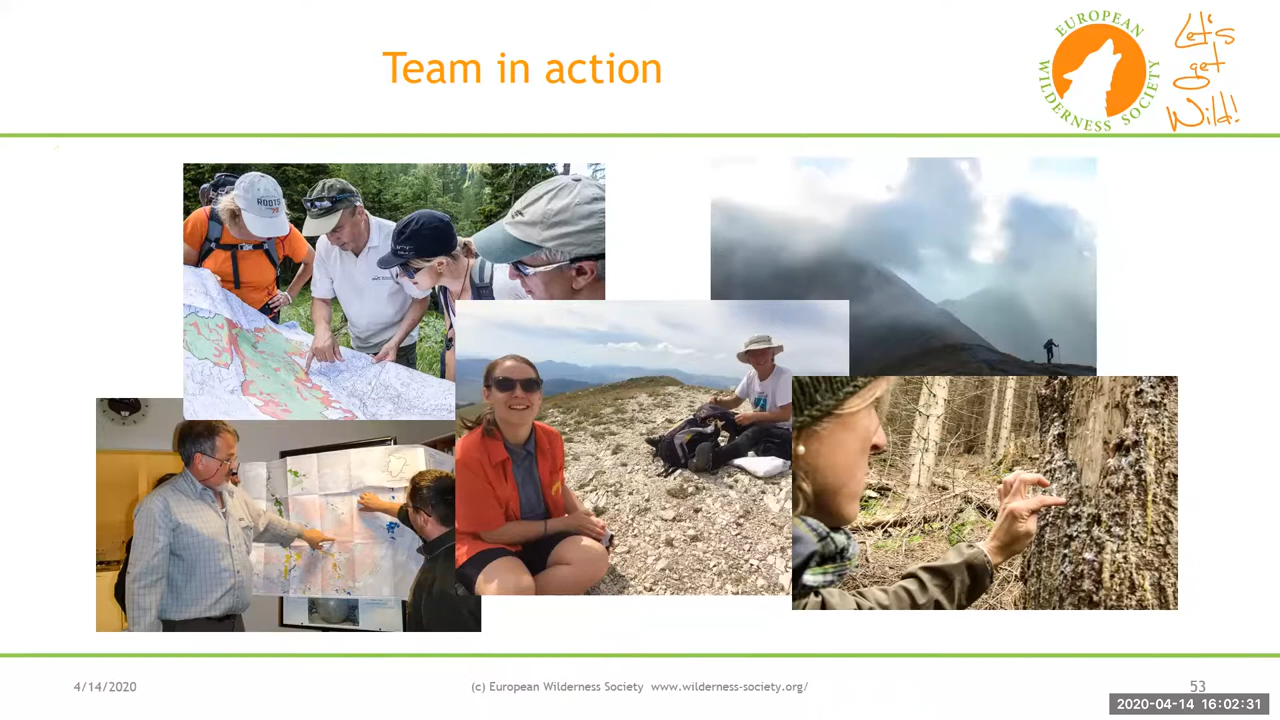 Team in action
EUROPEAN
WILDERNESS SOCIETY
Let's
get
Wild!
ROOTS
4/14/2020
(c) European Wilderness Society www.wilderness-society.org/
53
2020-04-14 16:02:31